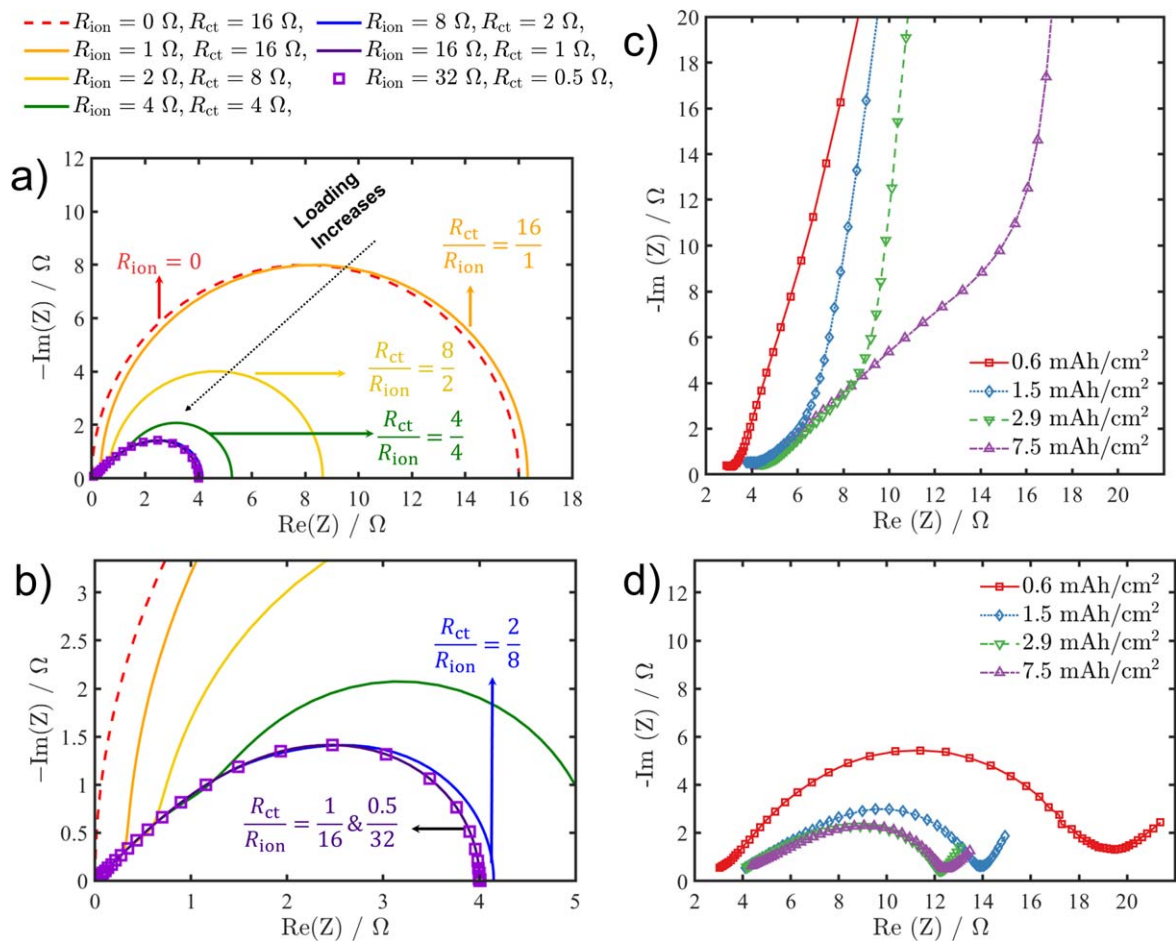 R_ion = 0 Ω, R_ct = 16 Ω,
R_ion = 1 Ω, R_ct = 16 Ω,
R_ion = 2 Ω, R_ct = 8 Ω,
R_ion = 4 Ω, R_ct = 4 Ω,
R_ion = 8 Ω, R_ct = 2 Ω,
R_ion = 16 Ω, R_ct = 1 Ω,
R_ion = 32 Ω, R_ct = 0.5 Ω,
a)
12
10
8
6
4
2
0
−Im(Z) / Ω
Loading
Increases
R_ion = 0
R_ct/R_ion = 16/1
R_ct/R_ion = 8/2
R_ct/R_ion = 4/4
0 2 4 6 8 10 12 14 16 18
Re(Z) / Ω
c)
20
18
16
14
12
10
8
6
4
2
0
-Im (Z) / Ω
0.6 mAh/cm²
1.5 mAh/cm²
2.9 mAh/cm²
7.5 mAh/cm²
2 4 6 8 10 12 14 16 18 20
Re (Z) / Ω
b)
3
2.5
2
1.5
1
0.5
0
−Im(Z) / Ω
R_ct/R_ion = 2/8
R_ct/R_ion = 1/16 & 0.5/32
0 1 2 3 4 5
Re(Z) / Ω
d)
12
10
8
6
4
2
0
-Im (Z) / Ω
0.6 mAh/cm²
1.5 mAh/cm²
2.9 mAh/cm²
7.5 mAh/cm²
2 4 6 8 10 12 14 16 18 20
Re (Z) / Ω